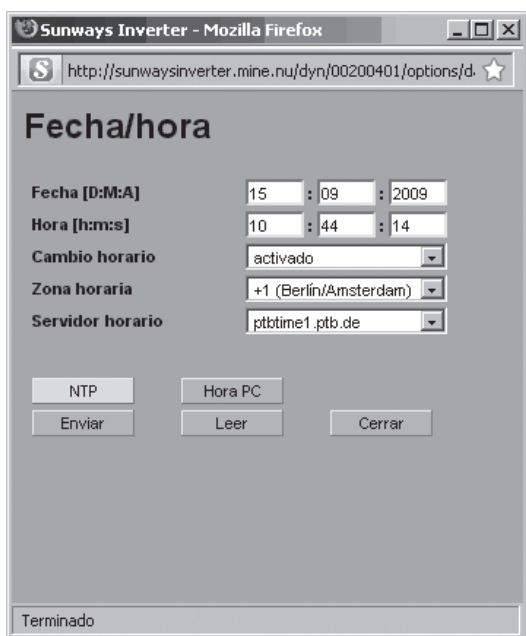 Sunways Inverter - Mozilla Firefox
S http://sunwaysinverter.mine.nu/dyn/00200401/options/d
Fecha/hora
Fecha [D:M:A] 15 : 09 : 2009
Hora [h:m:s] 10 : 44 : 14
Cambio horario activado
Zona horaria +1 (Berlín/Amsterdam)
Servidor horario ptbtime1.ptb.de
NTP Hora PC
Enviar Leer Cerrar
Terminado